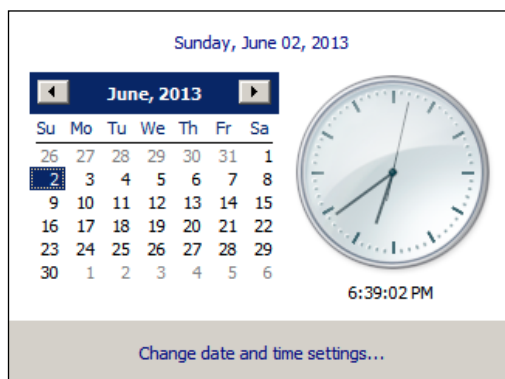 Sunday, June 02, 2013
June, 2013
Su Mo Tu We Th Fr Sa
26 27 28 29 30 31 1
2 3 4 5 6 7 8
9 10 11 12 13 14 15
16 17 18 19 20 21 22
23 24 25 26 27 28 29
30 1 2 3 4 5 6
6:39:02 PM
Change date and time settings...